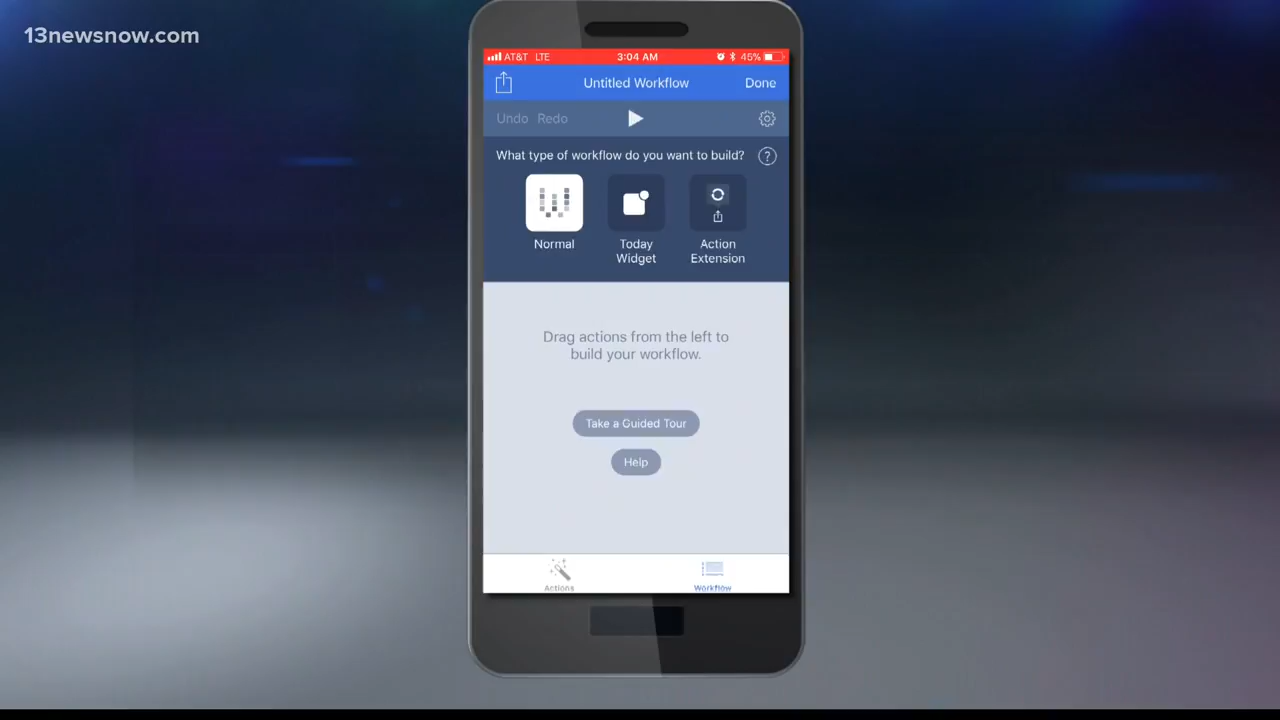 13newsnow.com
AT&T LTE 3:04 AM 45%
Untitled Workflow Done
Undo Redo
What type of workflow do you want to build? ?
Normal Today Widget Action Extension
Drag actions from the left to
build your workflow.
Take a Guided Tour
Help
Actions Workflow